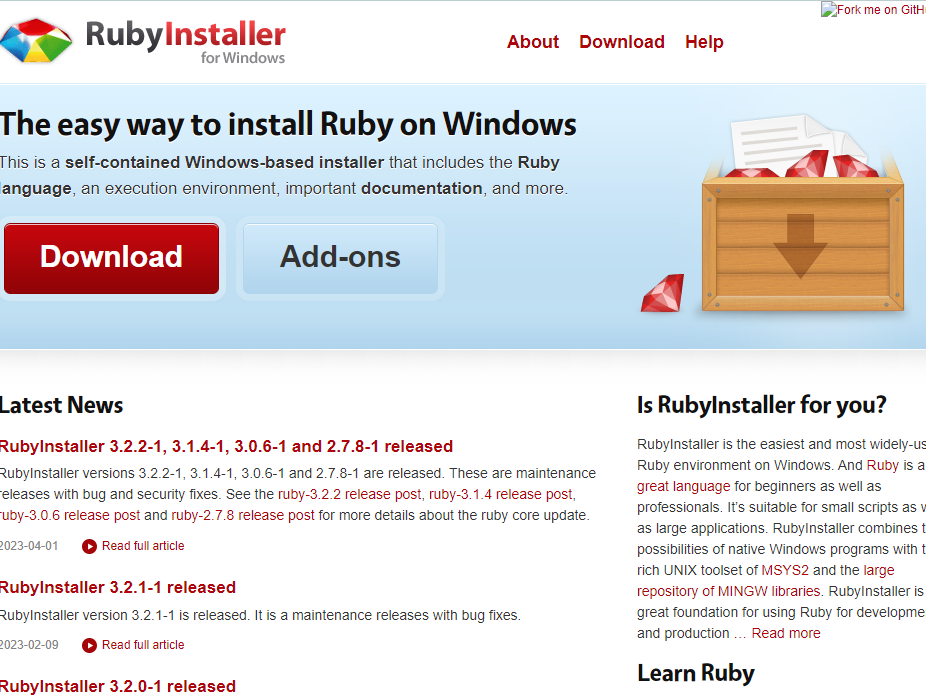 RubyInstaller
for Windows
About Download Help
Fork me on GitH
The easy way to install Ruby on Windows
This is a self-contained Windows-based installer that includes the Ruby
language, an execution environment, important documentation, and more.
Download
Add-ons
Latest News
RubyInstaller 3.2.2-1, 3.1.4-1, 3.0.6-1 and 2.7.8-1 released
RubyInstaller versions 3.2.2-1, 3.1.4-1, 3.0.6-1 and 2.7.8-1 are released. These are maintenance
releases with bug and security fixes. See the ruby-3.2.2 release post, ruby-3.1.4 release post,
ruby-3.0.6 release post and ruby-2.7.8 release post for more details about the ruby core update.
2023-04-01 Read full article
RubyInstaller 3.2.1-1 released
RubyInstaller version 3.2.1-1 is released. It is a maintenance releases with bug fixes.
2023-02-09 Read full article
RubyInstaller 3.2.0-1 released
Is RubyInstaller for you?
RubyInstaller is the easiest and most widely-us
Ruby environment on Windows. And Ruby is a
great language for beginners as well as
professionals. It's suitable for small scripts as w
as large applications. RubyInstaller combines t
possibilities of native Windows programs with t
rich UNIX toolset of MSYS2 and the large
repository of MINGW libraries. RubyInstaller is
great foundation for using Ruby for developme
and production … Read more
Learn Ruby